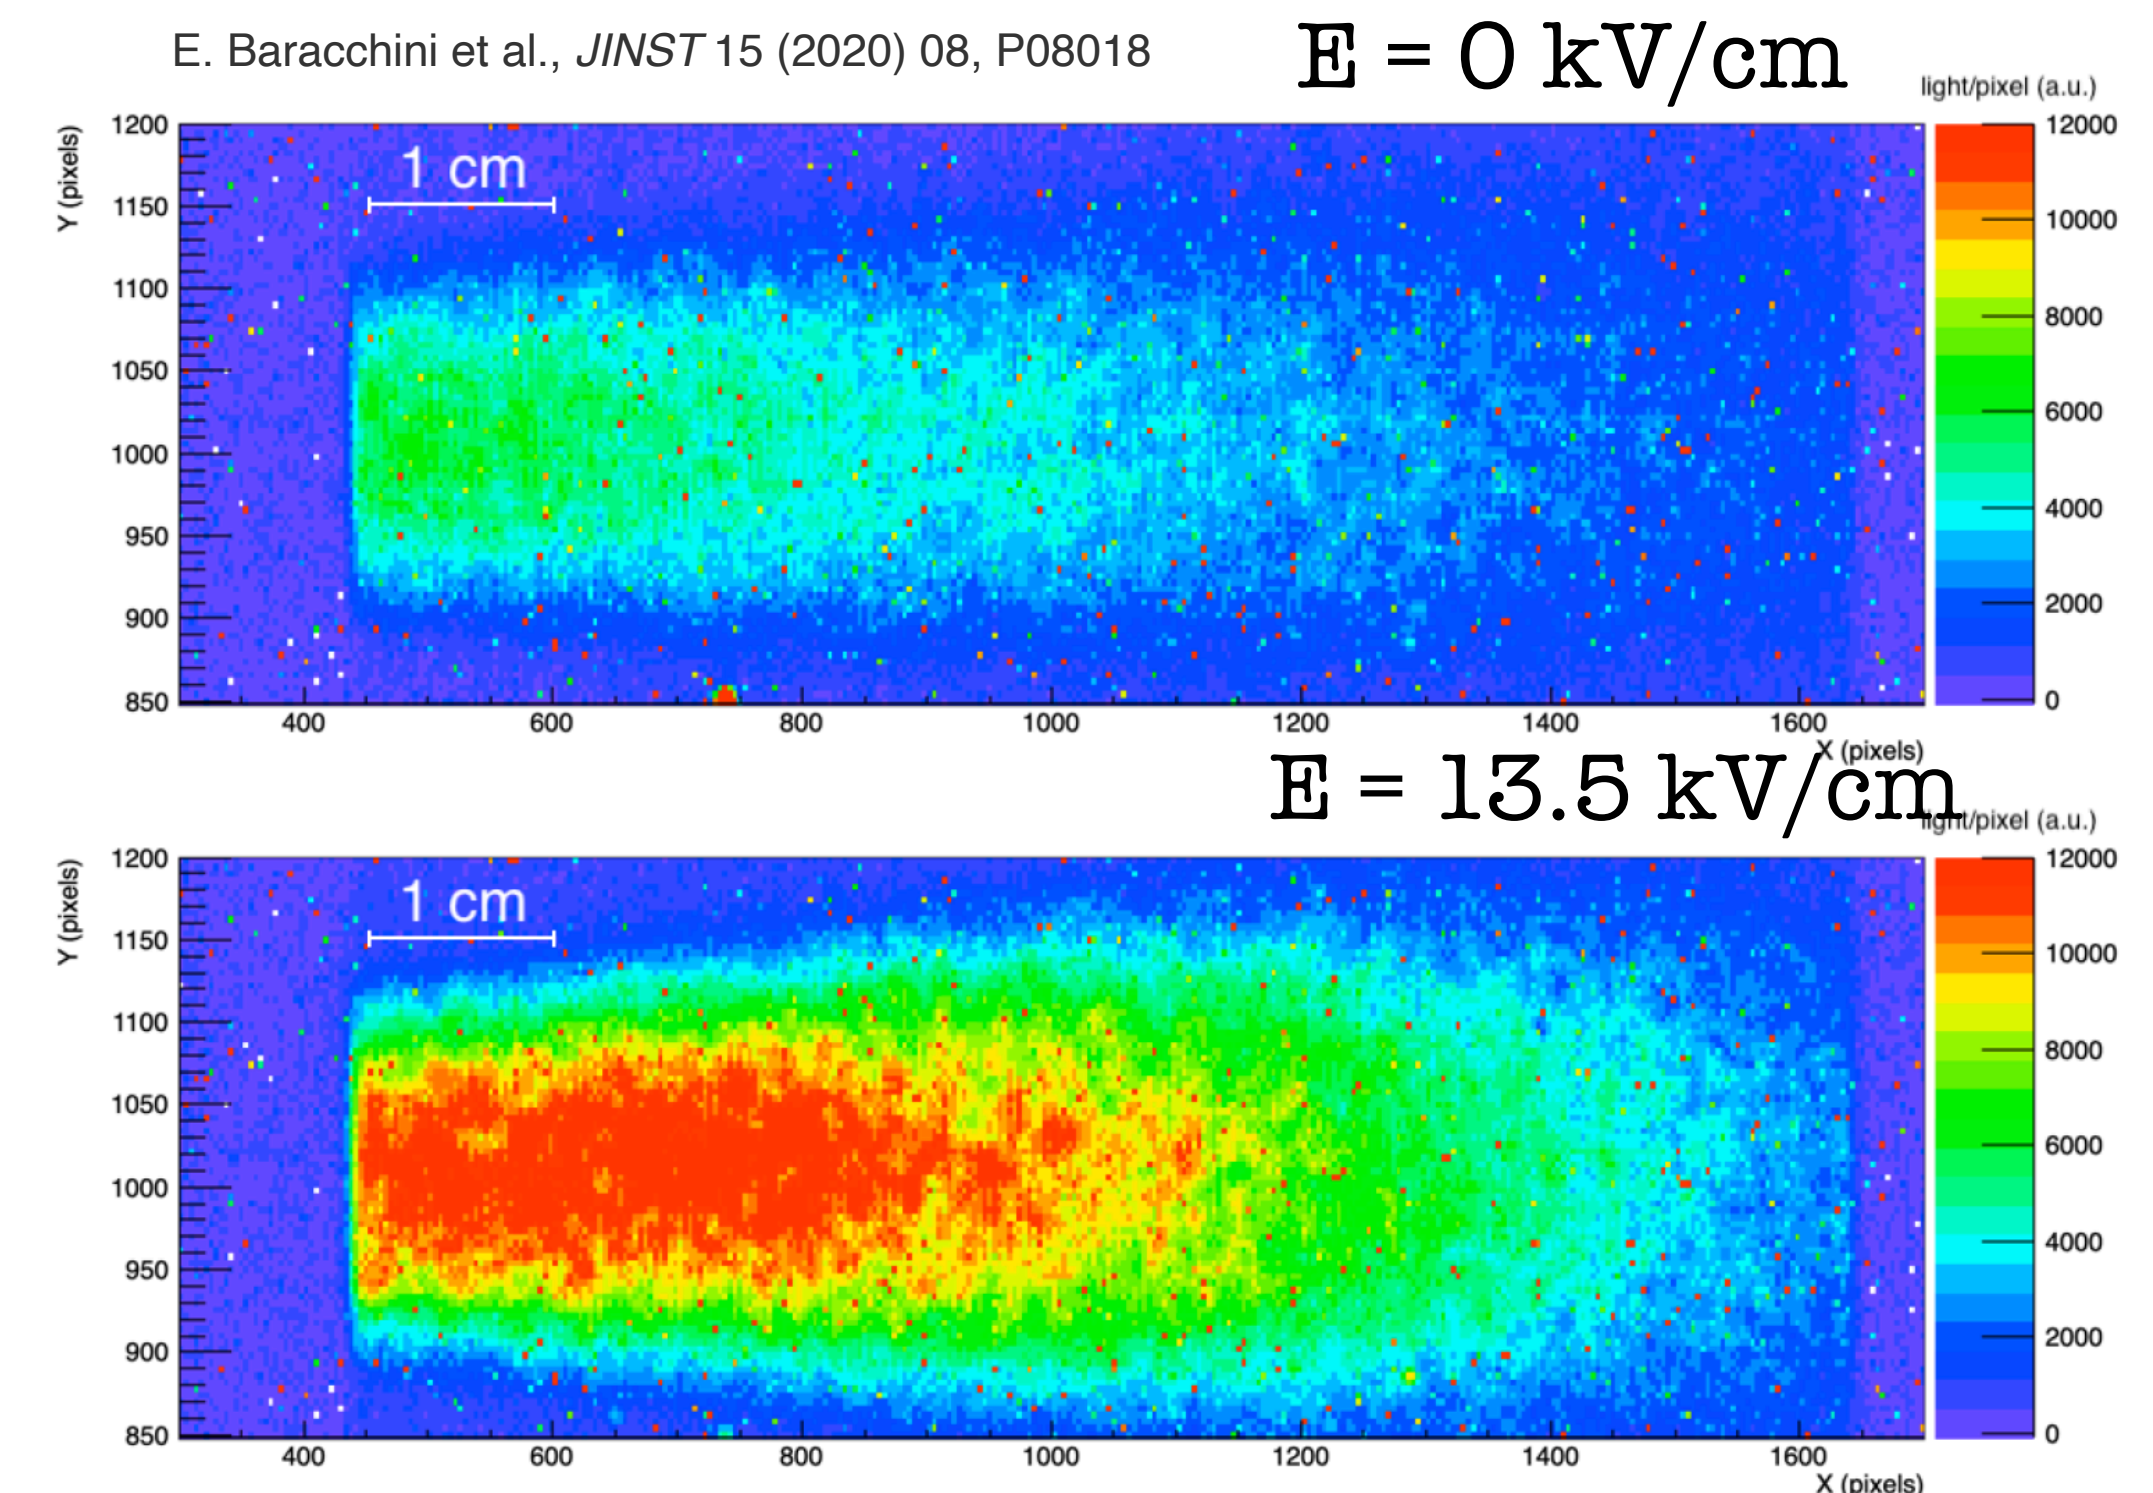 E. Baracchini et al., JINST 15 (2020) 08, P08018
E = 0 kV/cm
light/pixel (a.u.)
Y (pixels)
1200
1150
1100
1050
1000
950
900
850
1 cm
12000
10000
8000
6000
4000
2000
0
400 600 800 1000 1200 1400 1600
X (pixels)
E = 13.5 kV/cm
light/pixel (a.u.)
Y (pixels)
1200
1150
1100
1050
1000
950
900
850
1 cm
12000
10000
8000
6000
4000
2000
0
400 600 800 1000 1200 1400 1600
X (pixels)